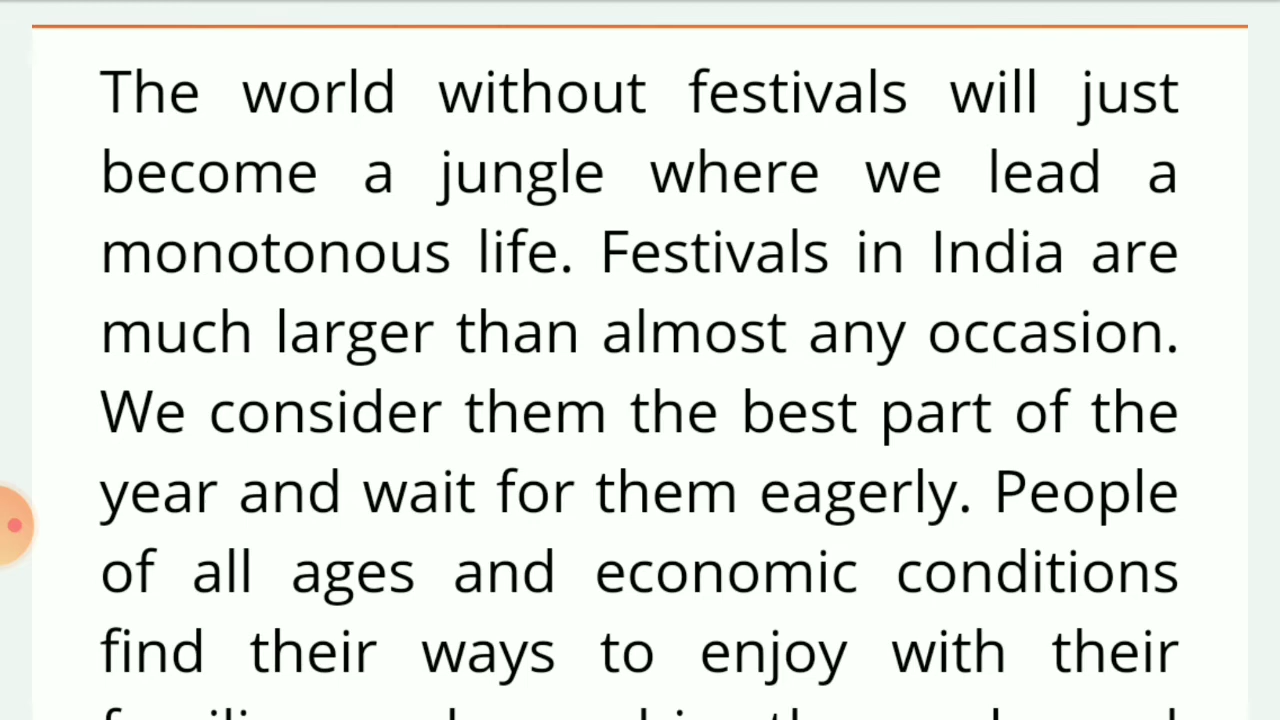 The world without festivals will just
become a jungle where we lead a
monotonous life. Festivals in India are
much larger than almost any occasion.
We consider them the best part of the
year and wait for them eagerly. People
of all ages and economic conditions
find their ways to enjoy with their